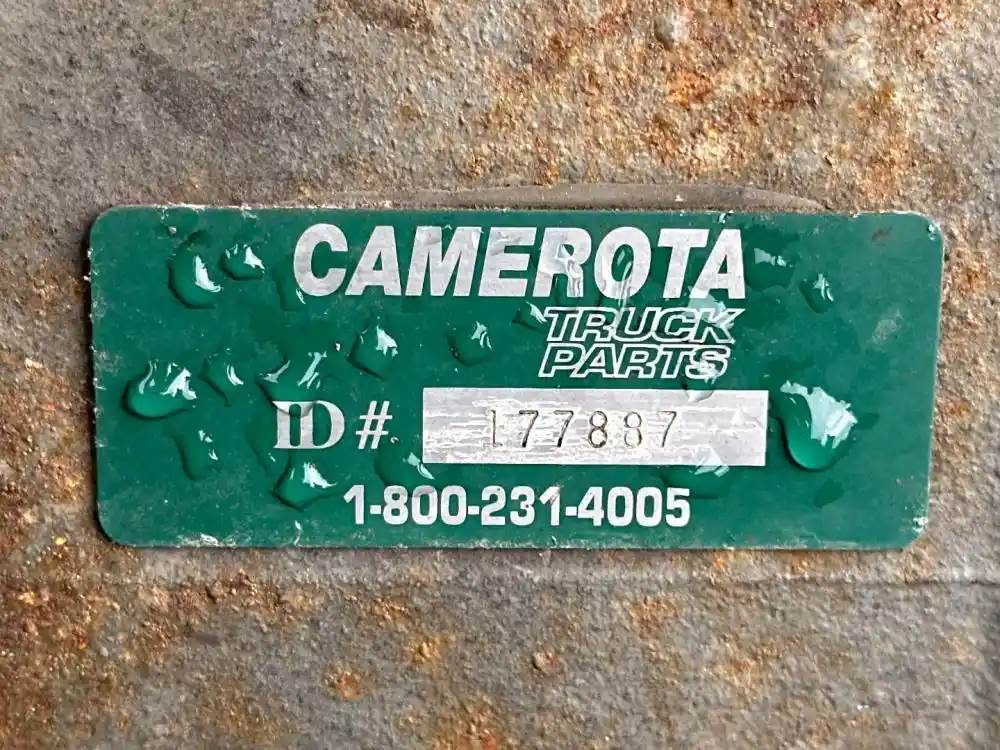 CAMEROTA
TRUCK
PARTS
ID# 177887
1-800-231-4005